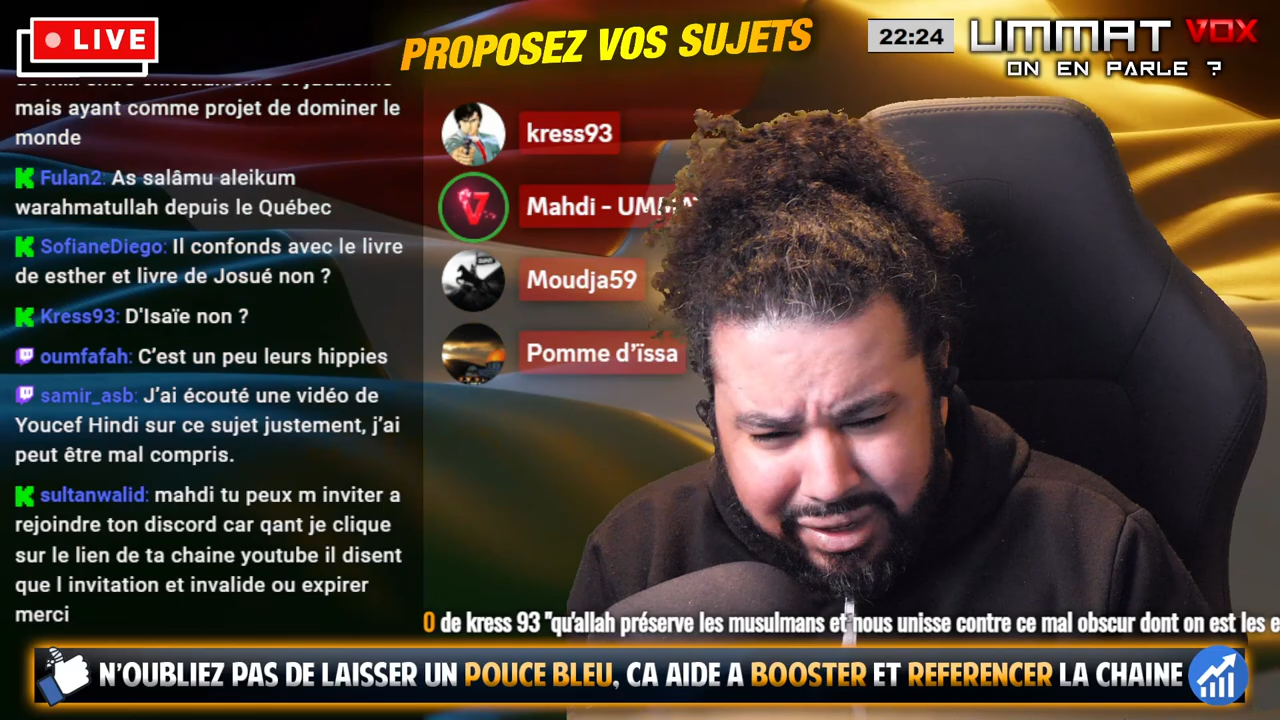 LIVE
PROPOSEZ VOS SUJETS
22:24
UMMAT VOX
ON EN PARLE ?
mais ayant comme projet de dominer le
monde
Fulan2: As salâmu aleikum
warahmatullah depuis le Québec
SofianeDiego: Il confonds avec le livre
de esther et livre de Josué non ?
Kress93: D'Isaïe non ?
oumfafah: C'est un peu leurs hippies
samir_asb: J'ai écouté une vidéo de
Youcef Hindi sur ce sujet justement, j'ai
peut être mal compris.
sultanwalid: mahdi tu peux m inviter a
rejoindre ton discord car qant je clique
sur le lien de ta chaine youtube il disent
que l invitation et invalide ou expirer
merci
kress93
Mahdi - UMMA
Moudja59
Pomme d'ïssa
0 de kress 93 "qu'allah préserve les musulmans et nous unisse contre ce mal obscur dont on est les e
N'OUBLIEZ PAS DE LAISSER UN POUCE BLEU, CA AIDE A BOOSTER ET REFERENCER LA CHAINE